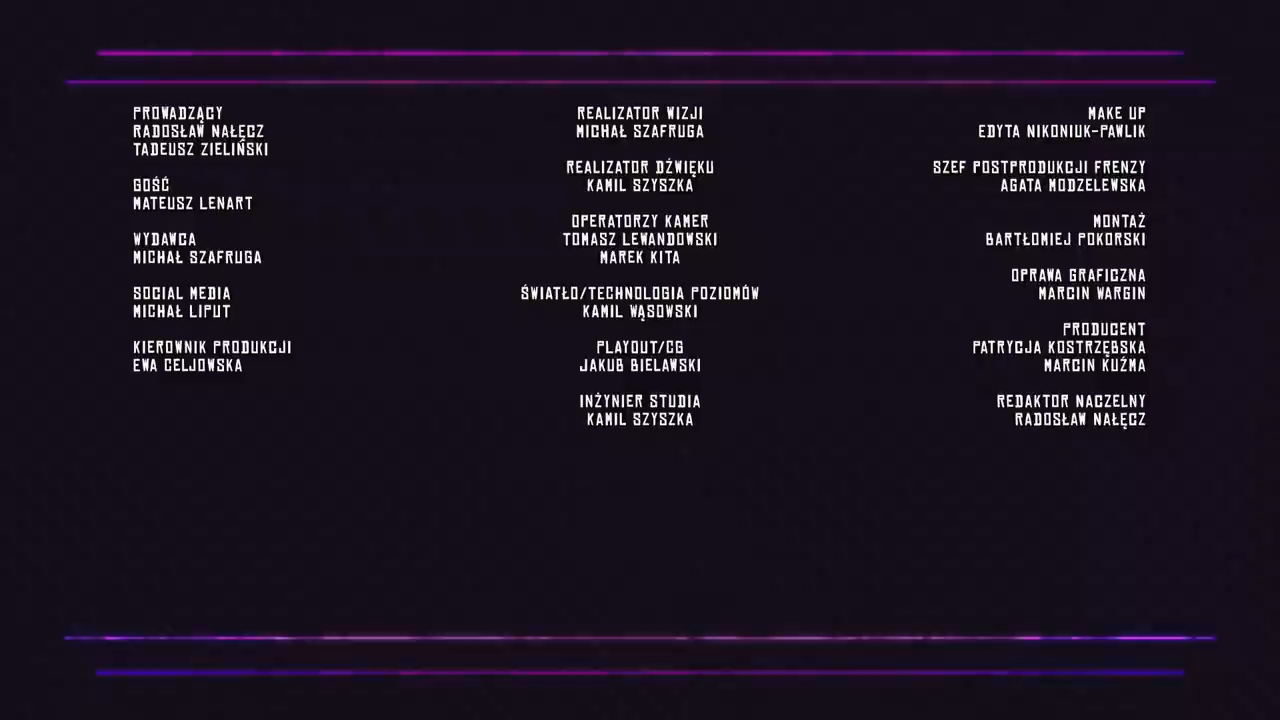 PROWADZĄCY
RADOSŁAW NAŁĘCZ
TADEUSZ ZIELIŃSKI
GOŚĆ
MATEUSZ LENART
WYDAWCA
MICHAŁ SZAFRUGA
SOCIAL MEDIA
MICHAŁ LIPUT
KIEROWNIK PRODUKCJI
EWA CELJOWSKA
REALIZATOR WIZJI
MICHAŁ SZAFRUGA
REALIZATOR DŹWIĘKU
KAMIL SZYSZKA
OPERATORZY KAMER
TOMASZ LEWANDOWSKI
MAREK KITA
ŚWIATŁO/TECHNOLOGIA POZIOMÓW
KAMIL WĄSOWSKI
PLAYOUT/CG
JAKUB BIELAWSKI
INŻYNIER STUDIA
KAMIL SZYSZKA
MAKE UP
EDYTA NIKONIUK-PAWLIK
SZEF POSTPRODUKCJI FRENZY
AGATA MODZELEWSKA
MONTAŻ
BARTŁOMIEJ POKORSKI
OPRAWA GRAFICZNA
MARCIN WARGIN
PRODUCENT
PATRYCJA KOSTRZĘBSKA
MARCIN KUŹMA
REDAKTOR NACZELNY
RADOSŁAW NAŁĘCZ